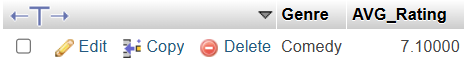 ←T→ Genre AVG_Rating
Edit Copy Delete Comedy 7.10000